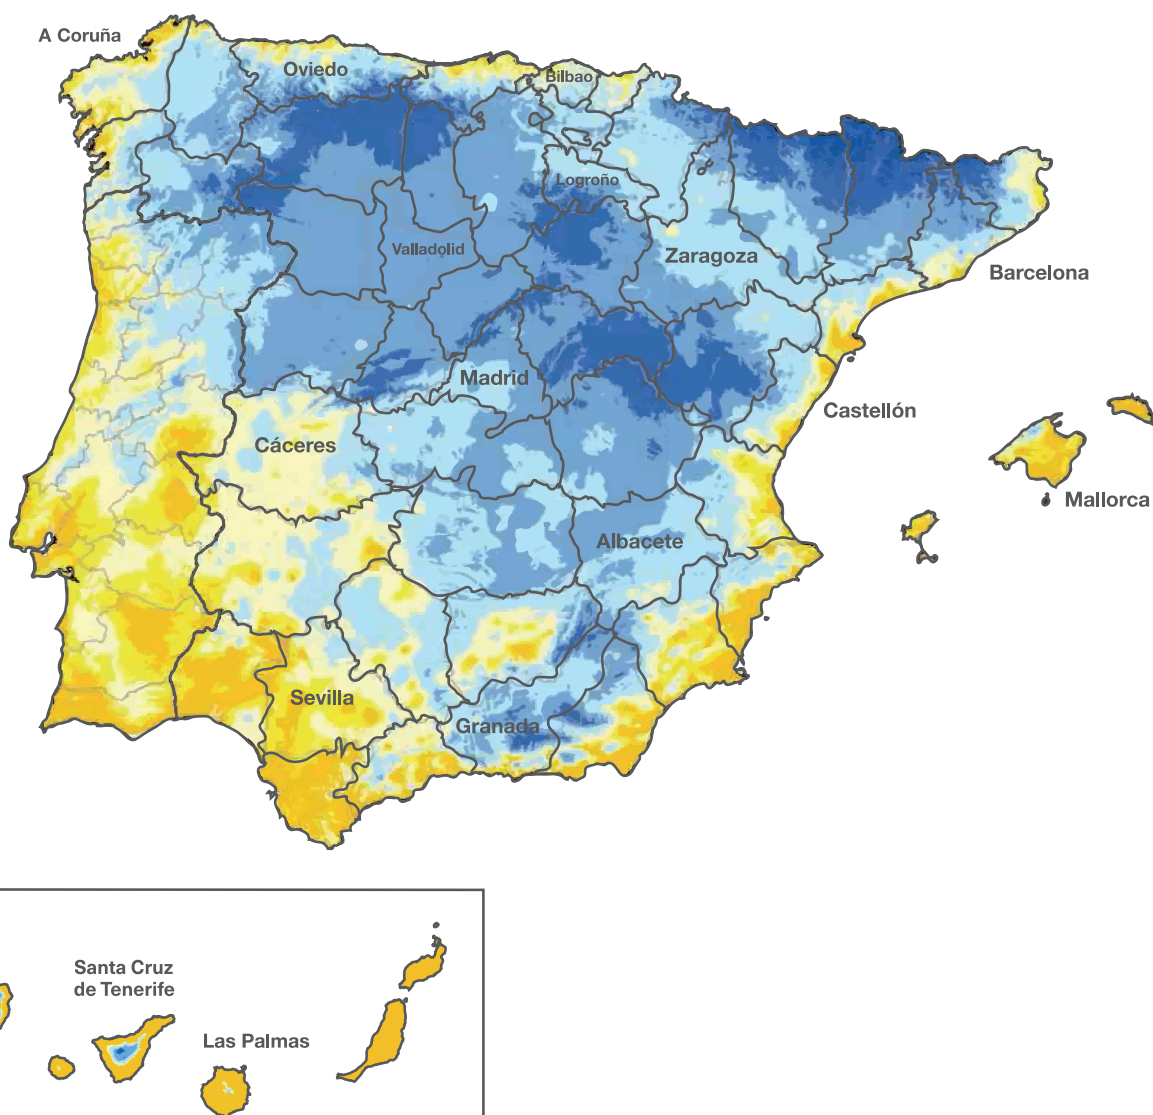 A Coruña
Oviedo
Bilbao
Logroño
Valladolid
Zaragoza
Barcelona
Madrid
Castellón
Cáceres
Mallorca
Albacete
Sevilla
Granada
Santa Cruz
de Tenerife
Las Palmas